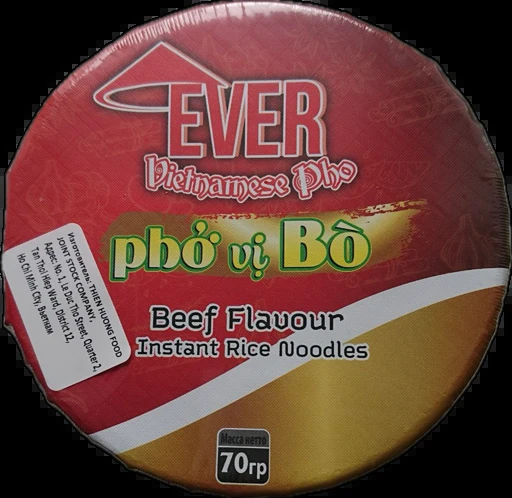 EVER
Vietnamese Pho
phở vị Bò
Beef Flavour
Instant Rice Noodles
Изготовитель: THIEN HUONG FOOD
JOINT STOCK COMPANY,
Адрес: No. 1, Le Duc Tho Street, Quarter 2,
Tan Thoi Hiep Ward, District 12,
Ho Chi Minh City, Вьетнам
Масса нетто
70гр